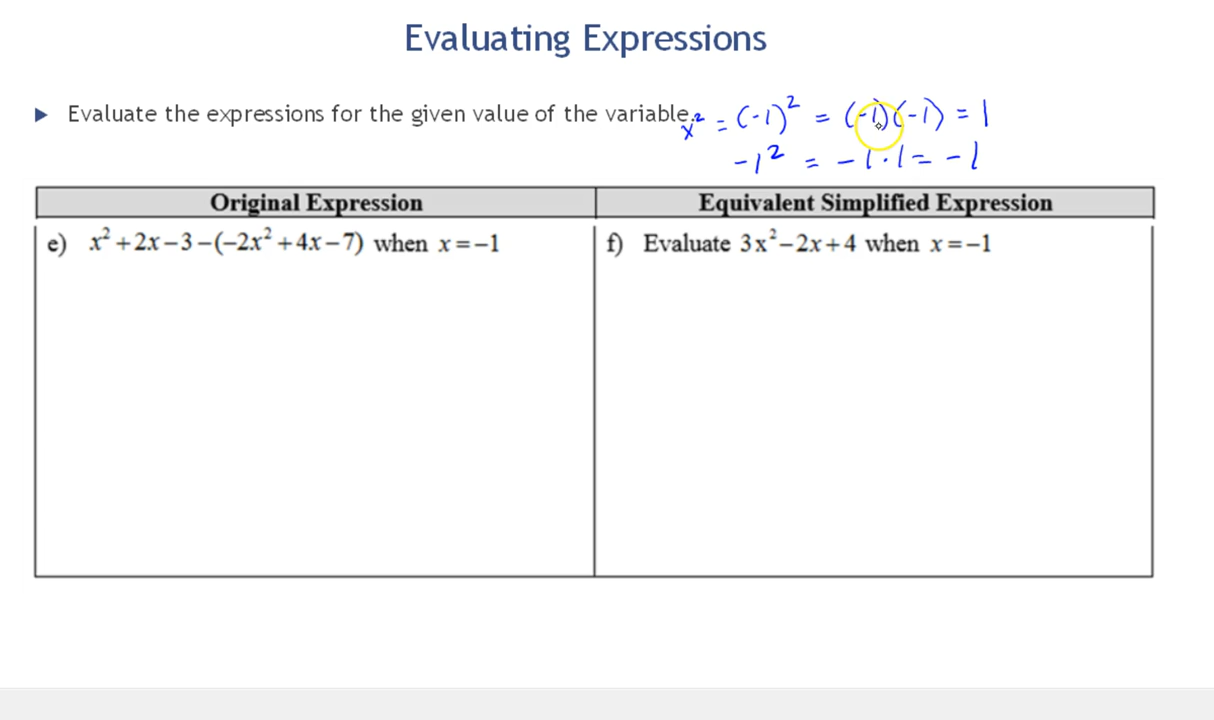 Evaluating Expressions
Evaluate the expressions for the given value of the variable.
x² = (-1)² = (-1)(-1) = 1
-1² = -1·1 = -1
Original Expression Equivalent Simplified Expression
e) x² + 2x − 3 − (−2x² + 4x − 7) when x = −1 f) Evaluate 3x² − 2x + 4 when x = −1